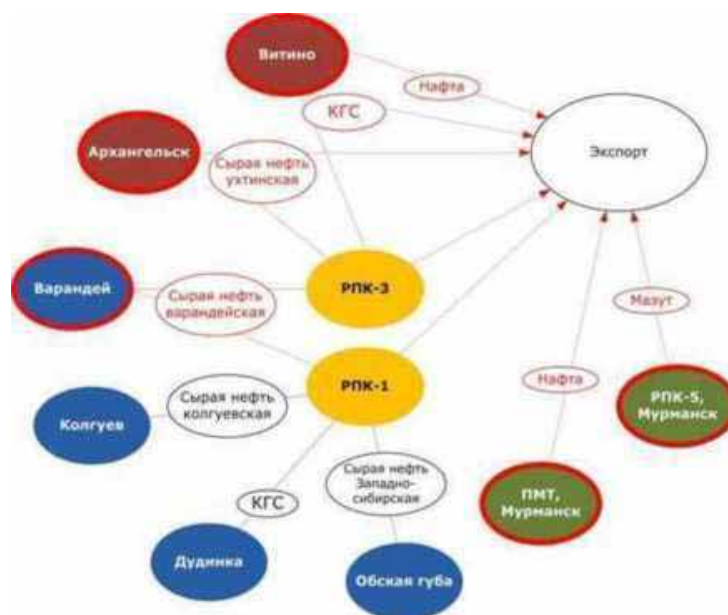 Витино
Нафта
КГС
Архангельск
Сырая нефть
ухтинская
Экспорт
Варандей
Сырая нефть
варандейская
РПК-3
Мазут
РПК-1
Нафта
РПК-5,
Мурманск
Колгуев
Сырая нефть
колгуевская
Сырая нефть
Западно-
сибирская
КГС
ПМТ,
Мурманск
Дудинка
Обская губа